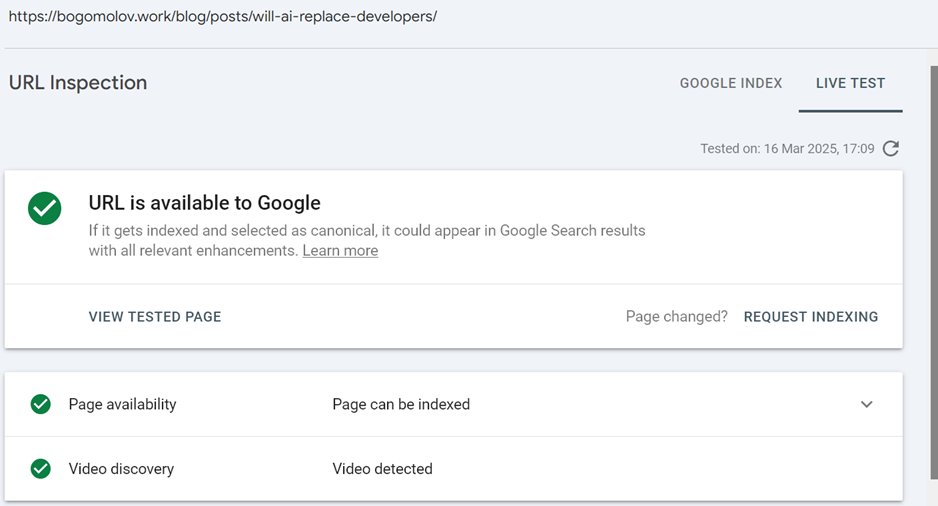 https://bogomolov.work/blog/posts/will-ai-replace-developers/
URL Inspection
GOOGLE INDEX
LIVE TEST
Tested on: 16 Mar 2025, 17:09
URL is available to Google
If it gets indexed and selected as canonical, it could appear in Google Search results
with all relevant enhancements. Learn more
VIEW TESTED PAGE
Page changed? REQUEST INDEXING
Page availability
Page can be indexed
Video discovery
Video detected